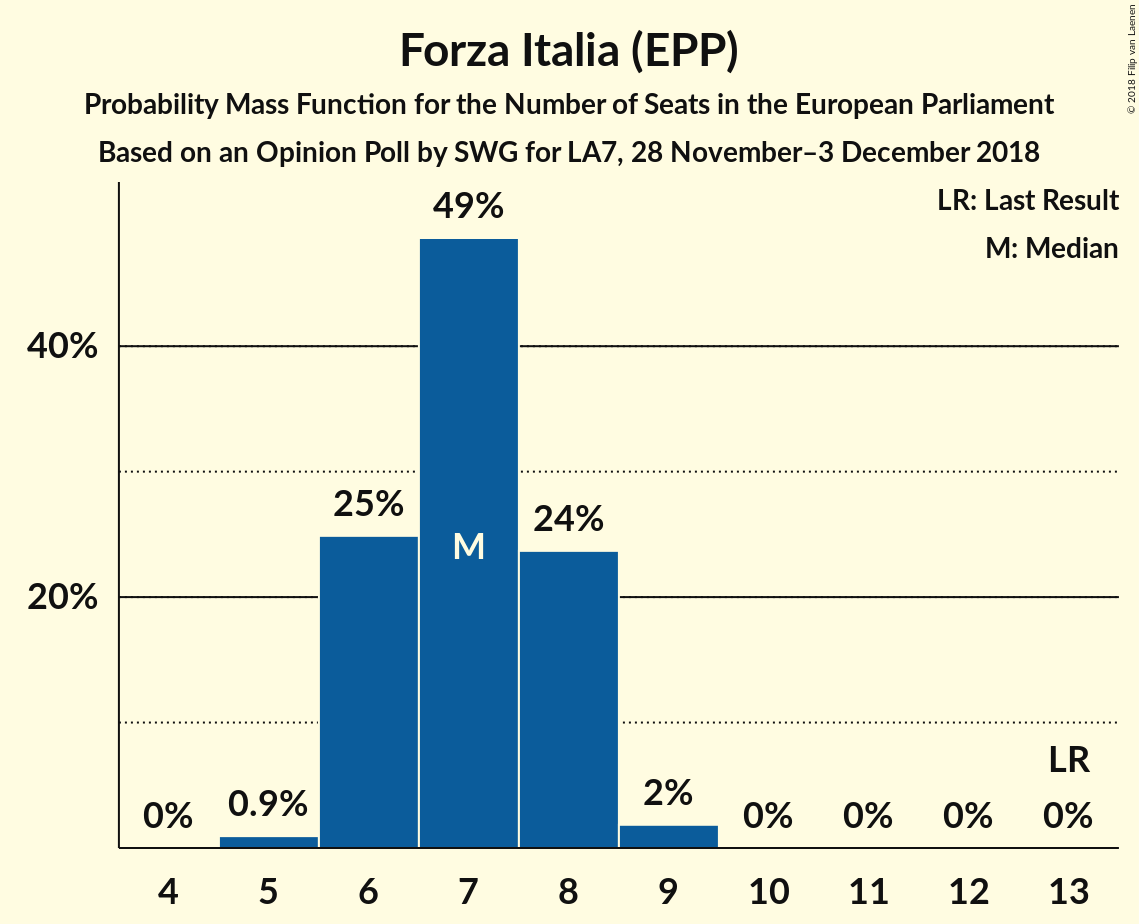 Forza Italia (EPP)
Probability Mass Function for the Number of Seats in the European Parliament
Based on an Opinion Poll by SWG for LA7, 28 November–3 December 2018
© 2018 Filip van Laenen
LR: Last Result
M: Median
49%
40%
25%
24%
M
20%
LR
0%
0.9%
2%
0%
0%
0%
0%
4
5
6
7
8
9
10
11
12
13